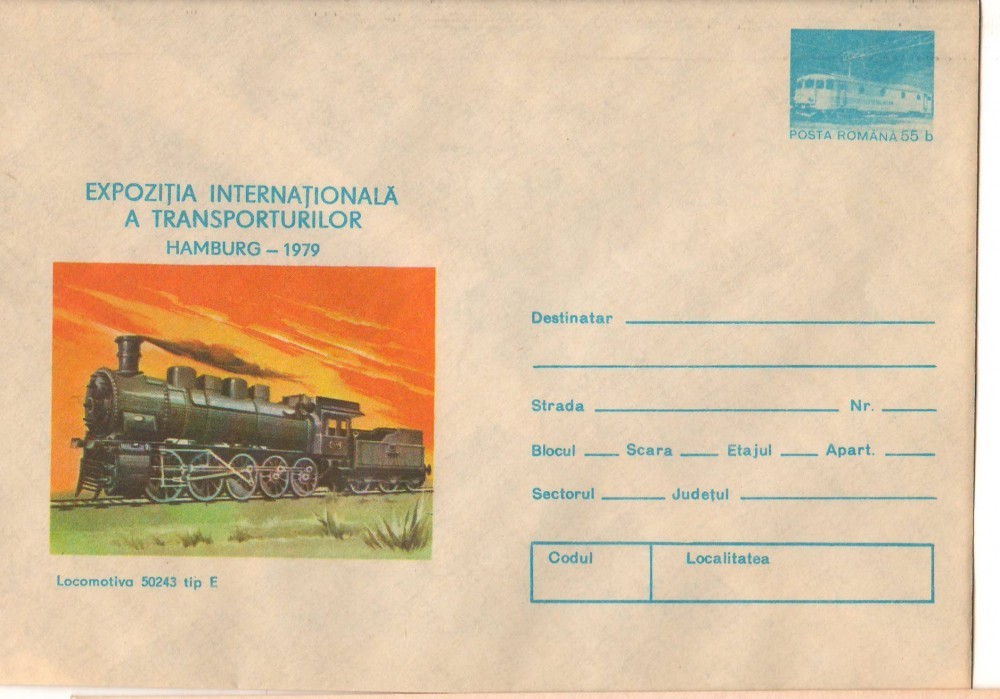 POSTA ROMÂNĂ 55 b
EXPOZIȚIA INTERNAȚIONALĂ
A TRANSPORTURILOR
HAMBURG – 1979
Destinatar
Strada Nr.
Blocul Scara Etajul Apart.
Sectorul Județul
Codul Localitatea
Locomotiva 50243 tip E